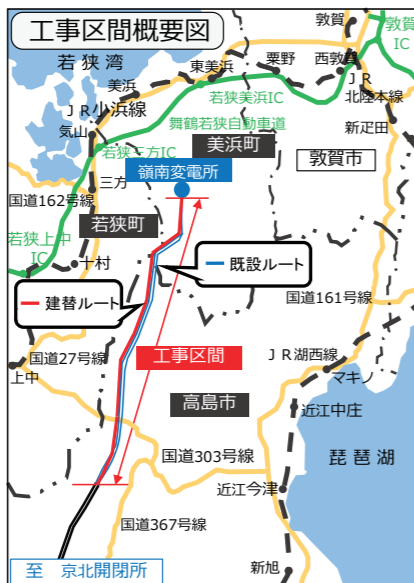 工事区間概要図
敦賀
敦賀
IC
若狭湾
東美浜
粟野
西敦賀
美浜
JR
北陸本線
若狭美浜IC
JR小浜線
気山
舞鶴若狭自動車道
新疋田
若狭三方IC
美浜町
敦賀市
嶺南変電所
三方
国道162号線
若狭町
若狭上中
IC
十村
既設ルート
建替ルート
国道161号線
工事区間
国道27号線
上中
JR湖西線
マキノ
高島市
近江中庄
琵琶湖
国道303号線
近江今津
国道367号線
至 京北開閉所
新旭